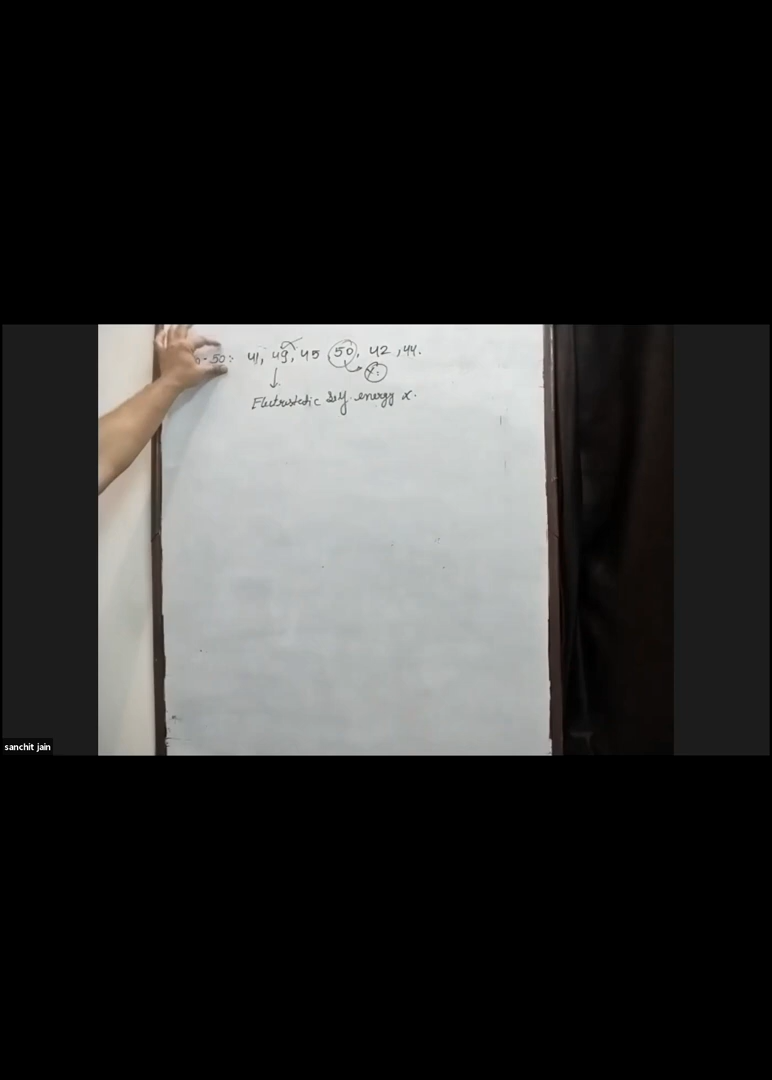 -50:- 41, 49, 45 50, 42, 44.
x:
Electrostatic self energy x.
sanchit jain